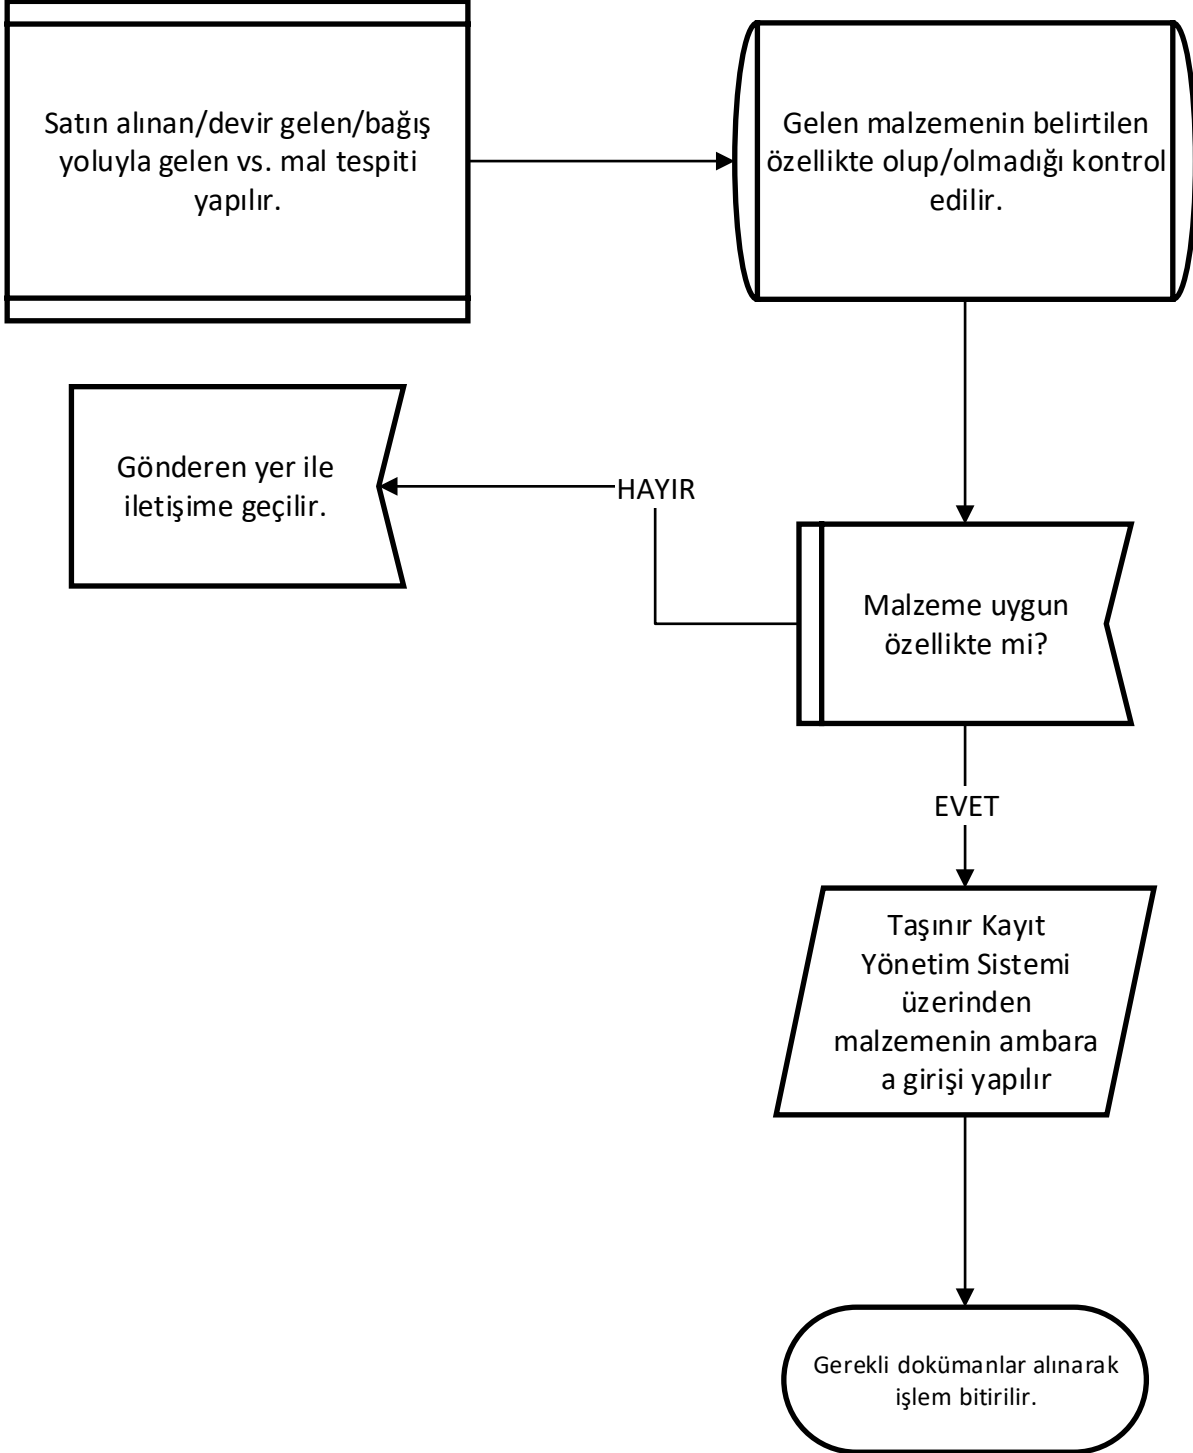 Satın alınan/devir gelen/bağış
yoluyla gelen vs. mal tespiti
yapılır.
Gelen malzemenin belirtilen
özellikte olup/olmadığı kontrol
edilir.
Gönderen yer ile
iletişime geçilir.
HAYIR
Malzeme uygun
özellikte mi?
EVET
Taşınır Kayıt
Yönetim Sistemi
üzerinden
malzemenin ambara
a girişi yapılır
Gerekli dokümanlar alınarak
işlem bitirilir.